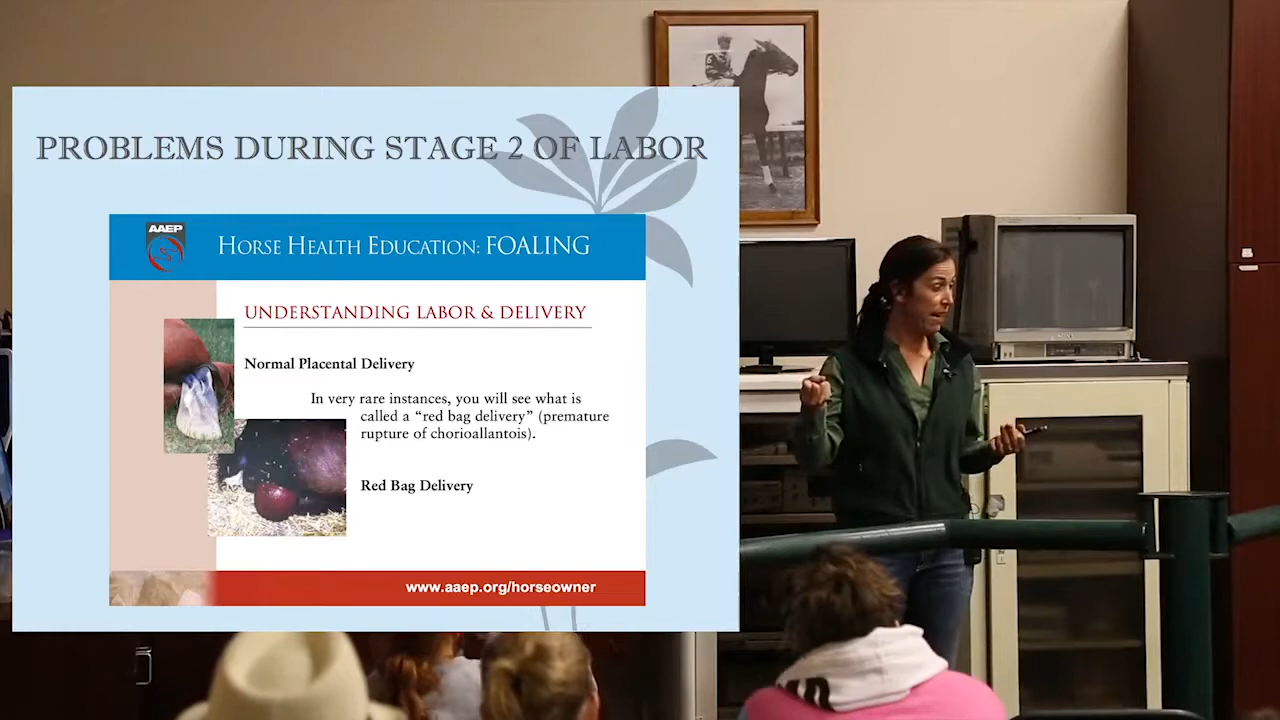 PROBLEMS DURING STAGE 2 OF LABOR
AAEP
HORSE HEALTH EDUCATION: FOALING
UNDERSTANDING LABOR & DELIVERY
Normal Placental Delivery
In very rare instances, you will see what is
called a “red bag delivery” (premature
rupture of chorioallantois).
Red Bag Delivery
www.aaep.org/horseowner